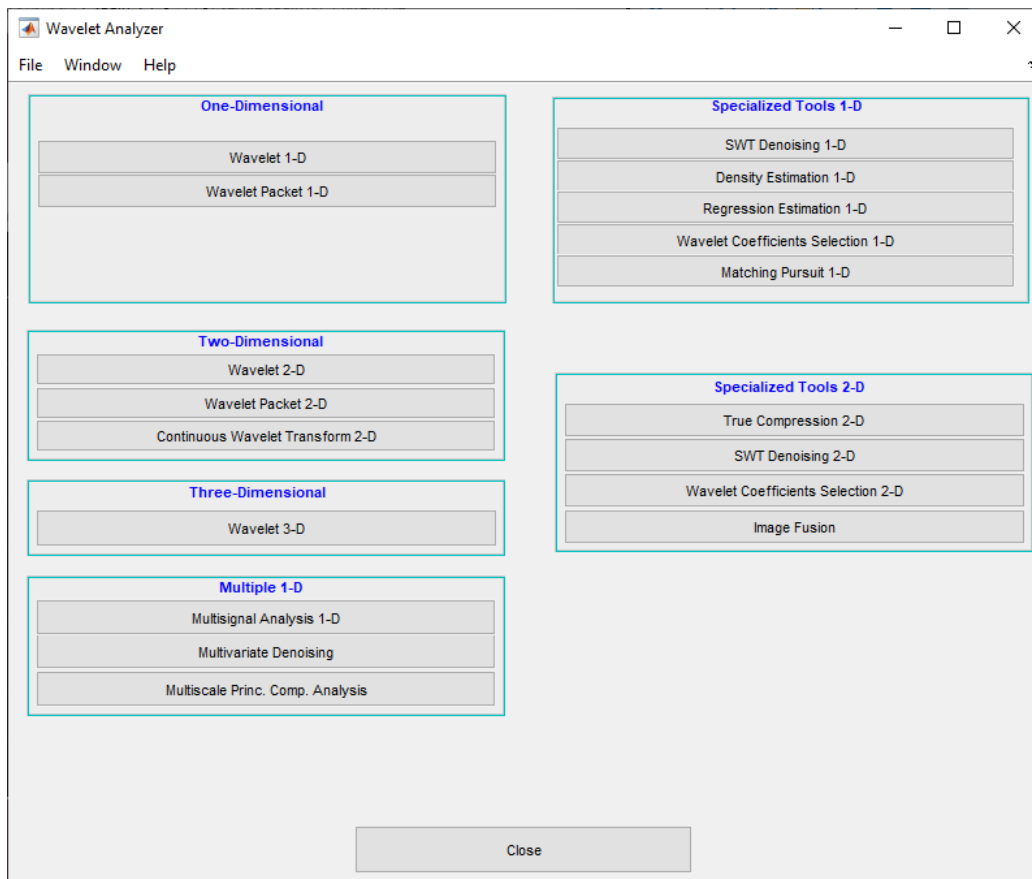 Wavelet Analyzer
File Window Help
One-Dimensional
Wavelet 1-D
Wavelet Packet 1-D
Two-Dimensional
Wavelet 2-D
Wavelet Packet 2-D
Continuous Wavelet Transform 2-D
Three-Dimensional
Wavelet 3-D
Multiple 1-D
Multisignal Analysis 1-D
Multivariate Denoising
Multiscale Princ. Comp. Analysis
Specialized Tools 1-D
SWT Denoising 1-D
Density Estimation 1-D
Regression Estimation 1-D
Wavelet Coefficients Selection 1-D
Matching Pursuit 1-D
Specialized Tools 2-D
True Compression 2-D
SWT Denoising 2-D
Wavelet Coefficients Selection 2-D
Image Fusion
Close